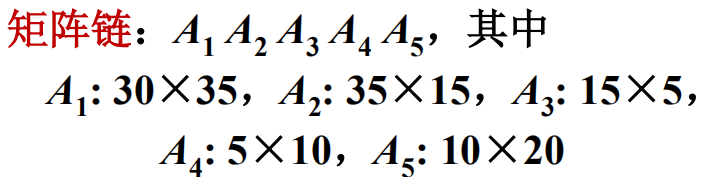 矩阵链：A₁ A₂ A₃ A₄ A₅，其中
A₁: 30×35，A₂: 35×15，A₃: 15×5，
A₄: 5×10，A₅: 10×20